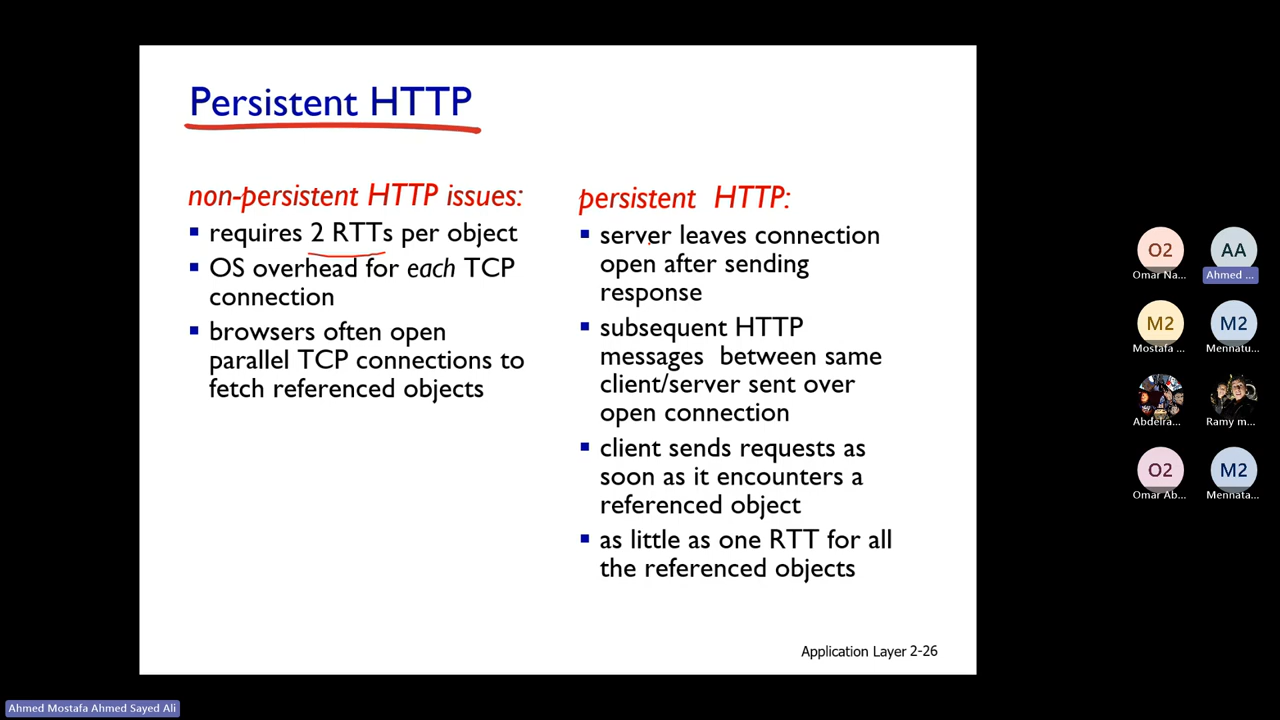 Persistent HTTP
non-persistent HTTP issues:
▪ requires 2 RTTs per object
▪ OS overhead for each TCP
connection
▪ browsers often open
parallel TCP connections to
fetch referenced objects
persistent HTTP:
▪ server leaves connection
open after sending
response
▪ subsequent HTTP
messages between same
client/server sent over
open connection
▪ client sends requests as
soon as it encounters a
referenced object
▪ as little as one RTT for all
the referenced objects
Application Layer 2-26
O2
AA
Omar Na...
Ahmed ...
M2
M2
Mostafa ...
Mennatu...
Abdelra...
Ramy m...
O2
M2
Omar Ab...
Mennata...
Ahmed Mostafa Ahmed Sayed Ali